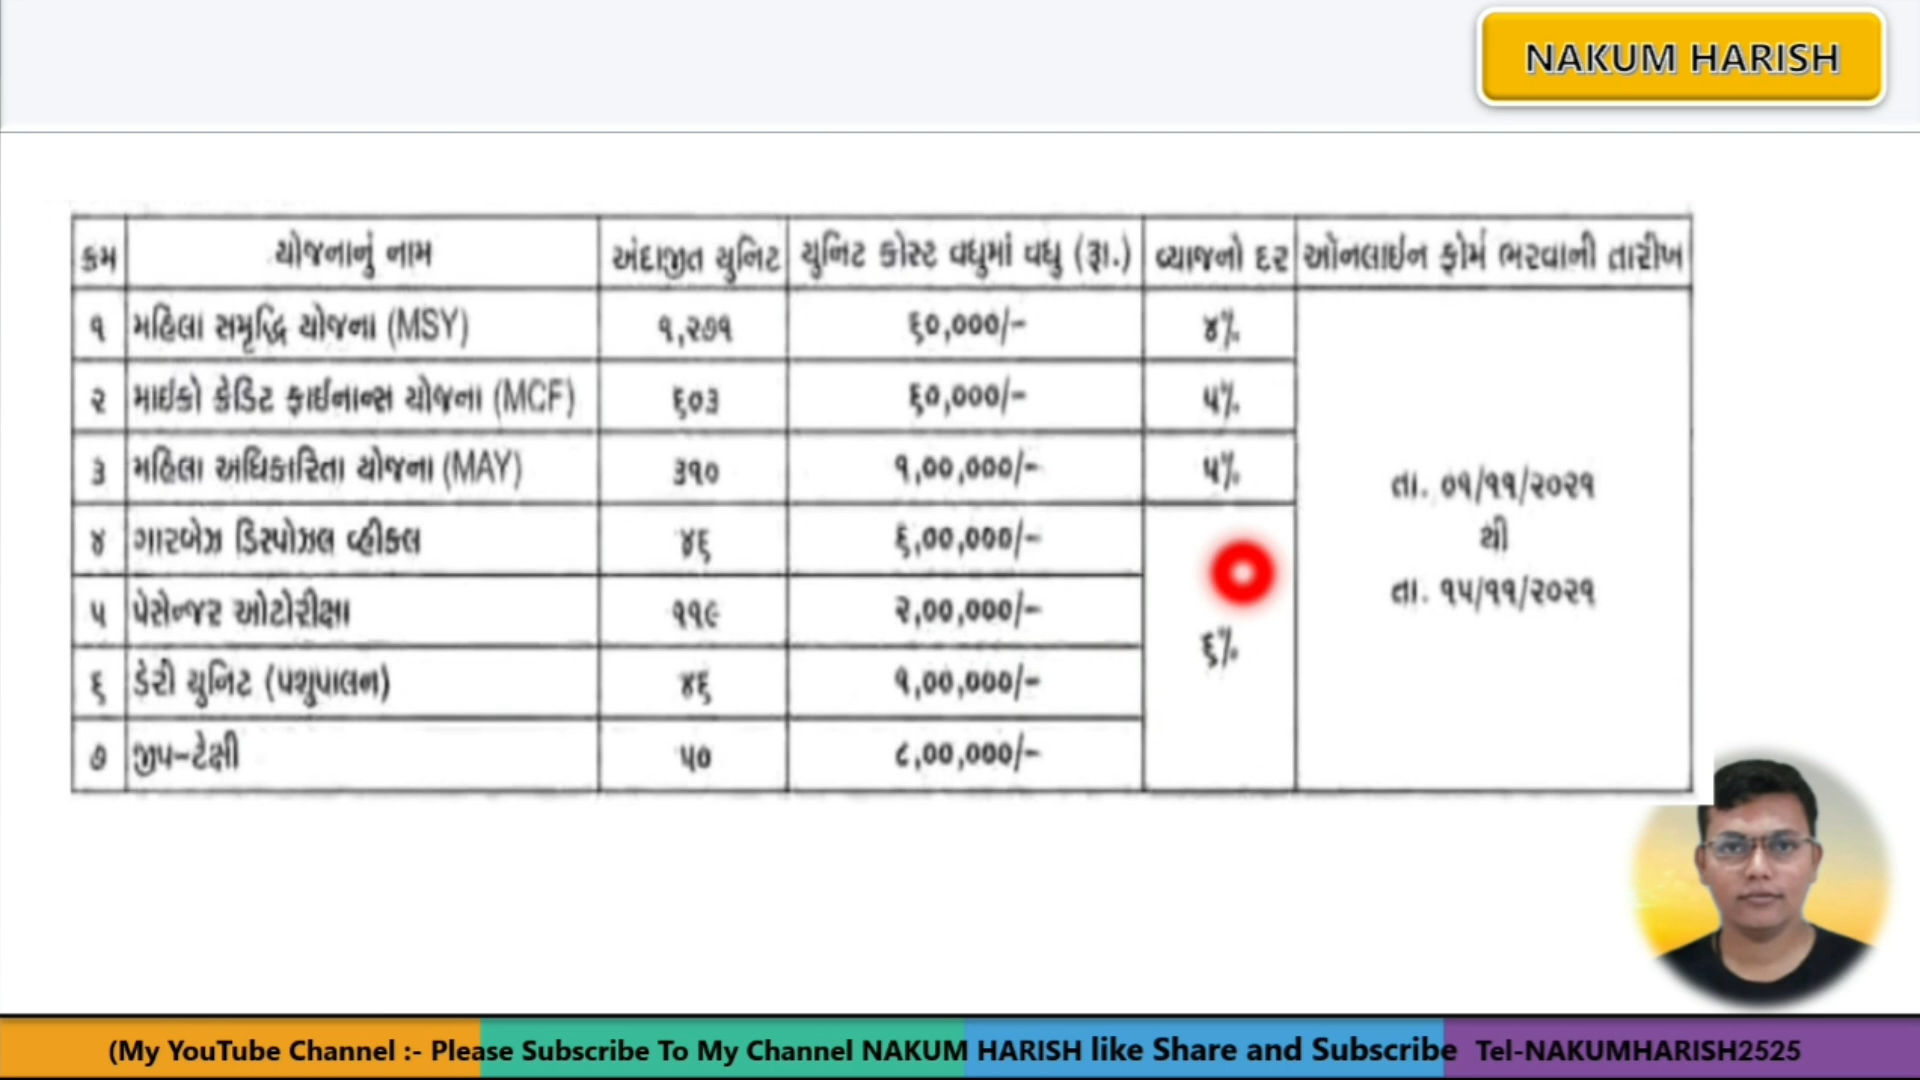 NAKUM HARISH
ક્રમ યોજનાનું નામ અંદાજીત યુનિટ યુનિટ કોસ્ટ વધુમાં વધુ (રૂા.) વ્યાજનો દર ઓનલાઇન ફોર્મ ભરવાની તારીખ
૧ મહિલા સમૃદ્ધિ યોજના (MSY) ૧,૨૭૧ ૬૦,૦૦૦/- ૪%
૨ માઇક્રો ક્રેડિટ ફાઈનાન્સ યોજના (MCF) ૬૦૩ ૬૦,૦૦૦/- ૫%
૩ મહિલા અધિકારિતા યોજના (MAY) ૩૧૦ ૧,૦૦,૦૦૦/- ૫%
૪ ગારબેઝ ડિસ્પોઝલ વ્હીકલ ૪૬ ૬,૦૦,૦૦૦/-
૫ પેસેન્જર ઓટોરીક્ષા ૧૧૯ ૨,૦૦,૦૦૦/-
૬ ડેરી યુનિટ (પશુપાલન) ૪૬ ૧,૦૦,૦૦૦/-
૭ જીપ-ટેક્ષી ૫૦ ૮,૦૦,૦૦૦/-
૬%
તા. ૦૧/૧૧/૨૦૨૧
થી
તા. ૧૫/૧૧/૨૦૨૧
(My YouTube Channel :- Please Subscribe To My Channel NAKUM HARISH like Share and Subscribe Tel-NAKUMHARISH2525